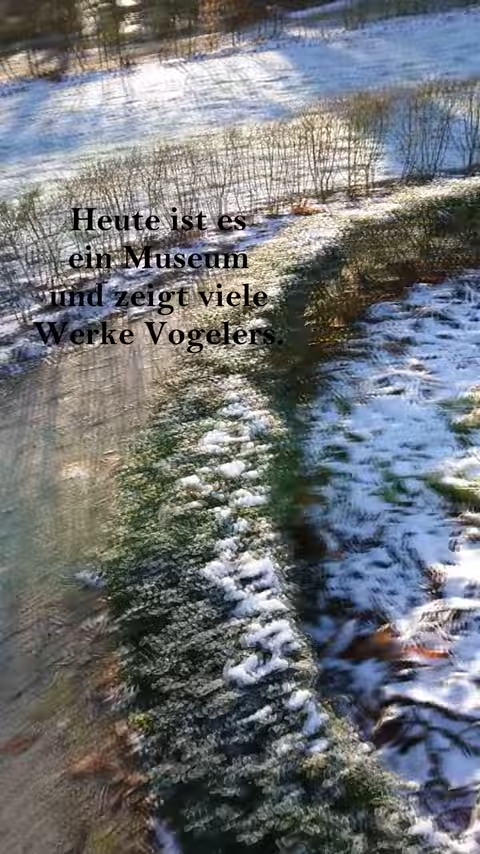 Heute ist es
ein Museum
und zeigt viele
Werke Vogelers.